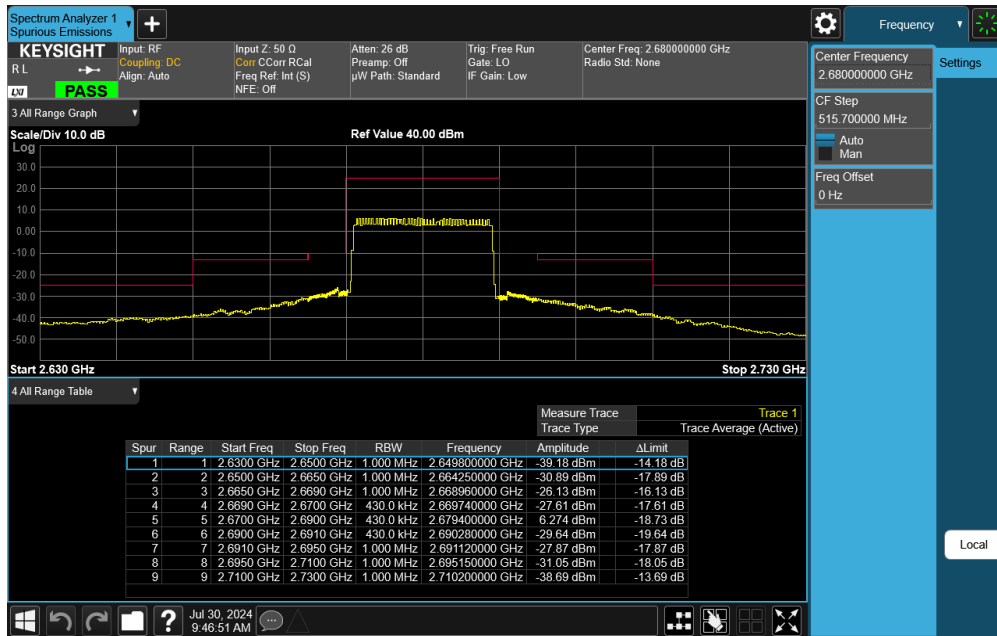 Spectrum Analyzer 1
Spurious Emissions
Frequency
KEYSIGHT
R L
LXI
PASS
Input: RF
Coupling: DC
Align: Auto
Input Z: 50 Ω
Corr CCorr RCal
Freq Ref: Int (S)
NFE: Off
Atten: 26 dB
Preamp: Off
µW Path: Standard
Trig: Free Run
Gate: LO
IF Gain: Low
Center Freq: 2.680000000 GHz
Radio Std: None
Center Frequency
2.680000000 GHz
Settings
CF Step
515.700000 MHz
Auto
Man
Freq Offset
0 Hz
3 All Range Graph
Scale/Div 10.0 dB
Ref Value 40.00 dBm
Log
30.0
20.0
10.0
0.00
-10.0
-20.0
-30.0
-40.0
-50.0
Start 2.630 GHz
Stop 2.730 GHz
4 All Range Table
Measure Trace Trace 1
Trace Type Trace Average (Active)
Spur Range Start Freq Stop Freq RBW Frequency Amplitude ΔLimit
1 1 2.6300 GHz 2.6500 GHz 1.000 MHz 2.649800000 GHz -39.18 dBm -14.18 dB
2 2 2.6500 GHz 2.6650 GHz 1.000 MHz 2.664250000 GHz -30.89 dBm -17.89 dB
3 3 2.6650 GHz 2.6690 GHz 1.000 MHz 2.668960000 GHz -26.13 dBm -16.13 dB
4 4 2.6690 GHz 2.6700 GHz 430.0 kHz 2.669740000 GHz -27.61 dBm -17.61 dB
5 5 2.6700 GHz 2.6900 GHz 430.0 kHz 2.679400000 GHz 6.274 dBm -18.73 dB
6 6 2.6900 GHz 2.6910 GHz 430.0 kHz 2.690280000 GHz -29.64 dBm -19.64 dB
7 7 2.6910 GHz 2.6950 GHz 1.000 MHz 2.691120000 GHz -27.87 dBm -17.87 dB
8 8 2.6950 GHz 2.7100 GHz 1.000 MHz 2.695150000 GHz -31.05 dBm -18.05 dB
9 9 2.7100 GHz 2.7300 GHz 1.000 MHz 2.710200000 GHz -38.69 dBm -13.69 dB
Local
Jul 30, 2024
9:46:51 AM